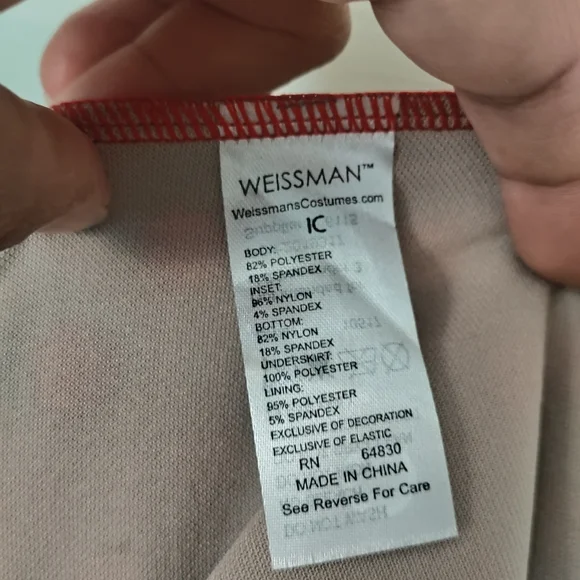 WEISSMAN™
WeissmansCostumes.com
IC
BODY:
82% POLYESTER
18% SPANDEX
INSET:
96% NYLON
4% SPANDEX
BOTTOM:
82% NYLON
18% SPANDEX
UNDERSKIRT:
100% POLYESTER
LINING:
95% POLYESTER
5% SPANDEX
EXCLUSIVE OF DECORATION
EXCLUSIVE OF ELASTIC
RN 64830
MADE IN CHINA
See Reverse For Care